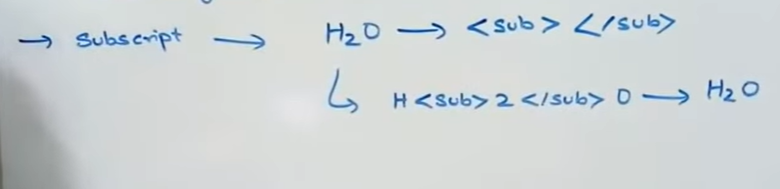 → Subscript → H₂O → <sub> </sub>
↳ H <sub> 2 </sub> O → H₂O